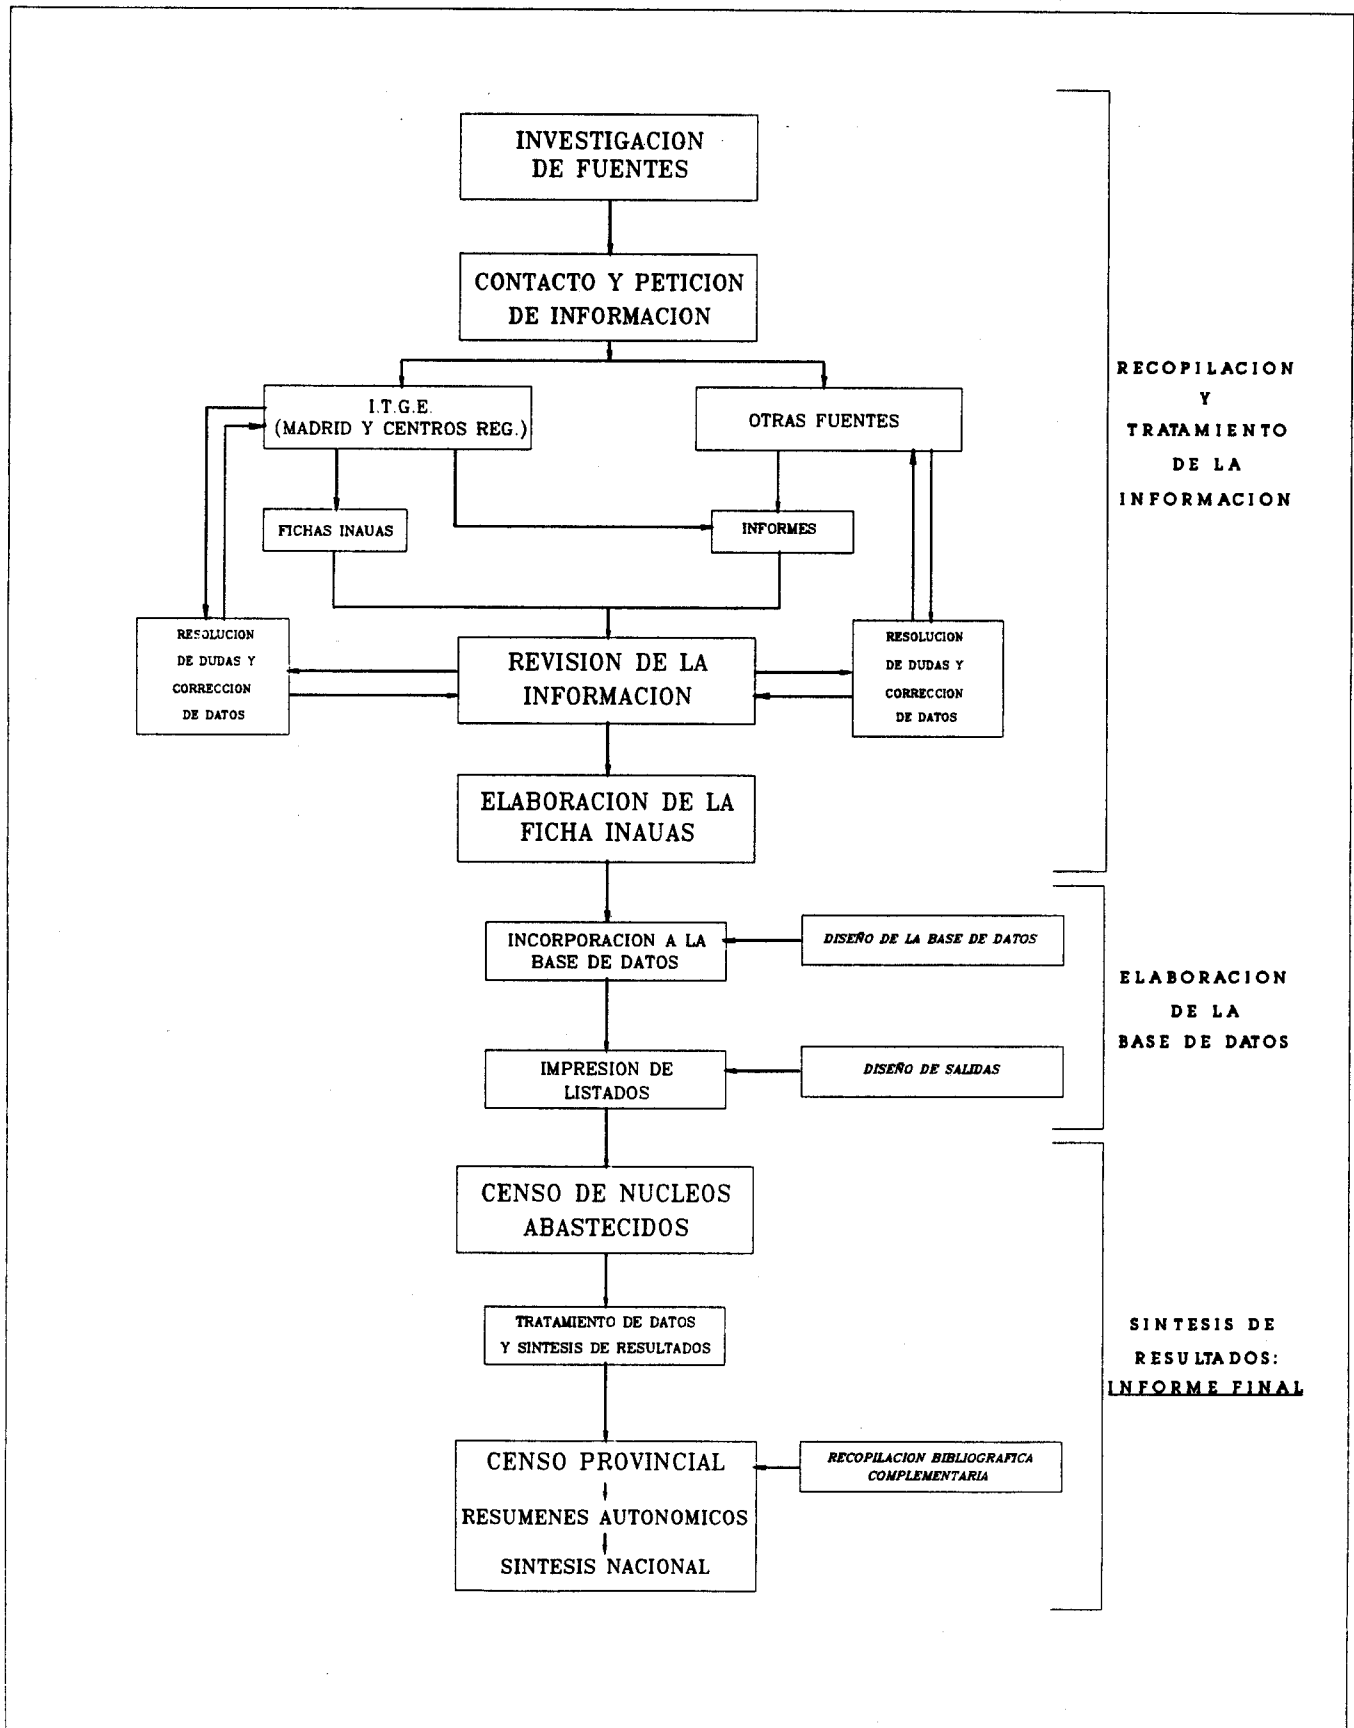 INVESTIGACION
DE FUENTES
CONTACTO Y PETICION
DE INFORMACION
I.T.G.E.
(MADRID Y CENTROS REG.)
OTRAS FUENTES
FICHAS INAUAS
INFORMES
RESOLUCION
DE DUDAS Y
CORRECCION
DE DATOS
REVISION DE LA
INFORMACION
RESOLUCION
DE DUDAS Y
CORRECCION
DE DATOS
ELABORACION DE LA
FICHA INAUAS
RECOPILACION
Y
TRATAMIENTO
DE LA
INFORMACION
INCORPORACION A LA
BASE DE DATOS
DISEÑO DE LA BASE DE DATOS
IMPRESION DE
LISTADOS
DISEÑO DE SALIDAS
ELABORACION
DE LA
BASE DE DATOS
CENSO DE NUCLEOS
ABASTECIDOS
TRATAMIENTO DE DATOS
Y SINTESIS DE RESULTADOS
CENSO PROVINCIAL
RESUMENES AUTONOMICOS
SINTESIS NACIONAL
RECOPILACION BIBLIOGRAFICA
COMPLEMENTARIA
SINTESIS DE
RESULTADOS:
INFORME FINAL